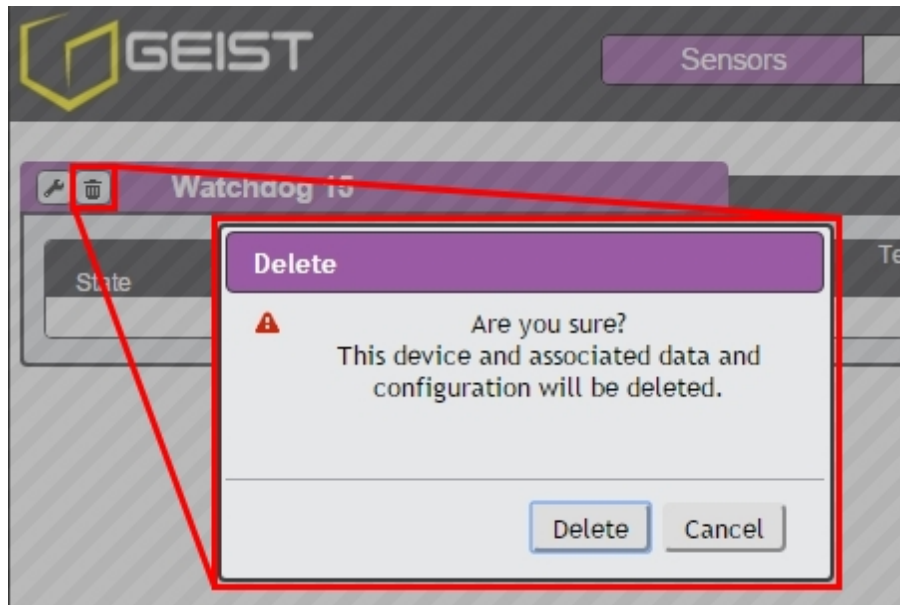 GEIST
Sensors
Watchdog 15
State
Te
Delete
Are you sure?
This device and associated data and
configuration will be deleted.
Delete Cancel